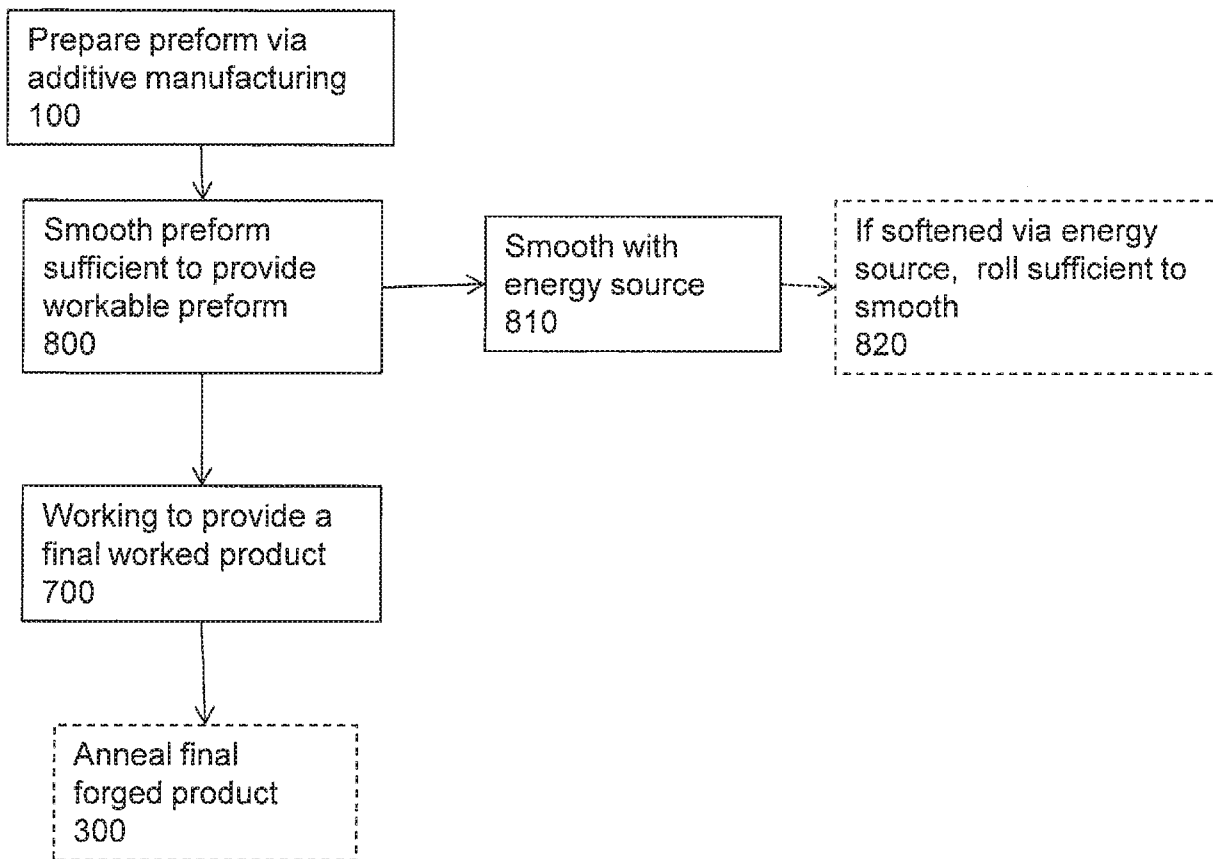 Prepare preform via
additive manufacturing
100
Smooth preform
sufficient to provide
workable preform
800
Smooth with
energy source
810
If softened via energy
source, roll sufficient to
smooth
820
Working to provide a
final worked product
700
Anneal final
forged product
300